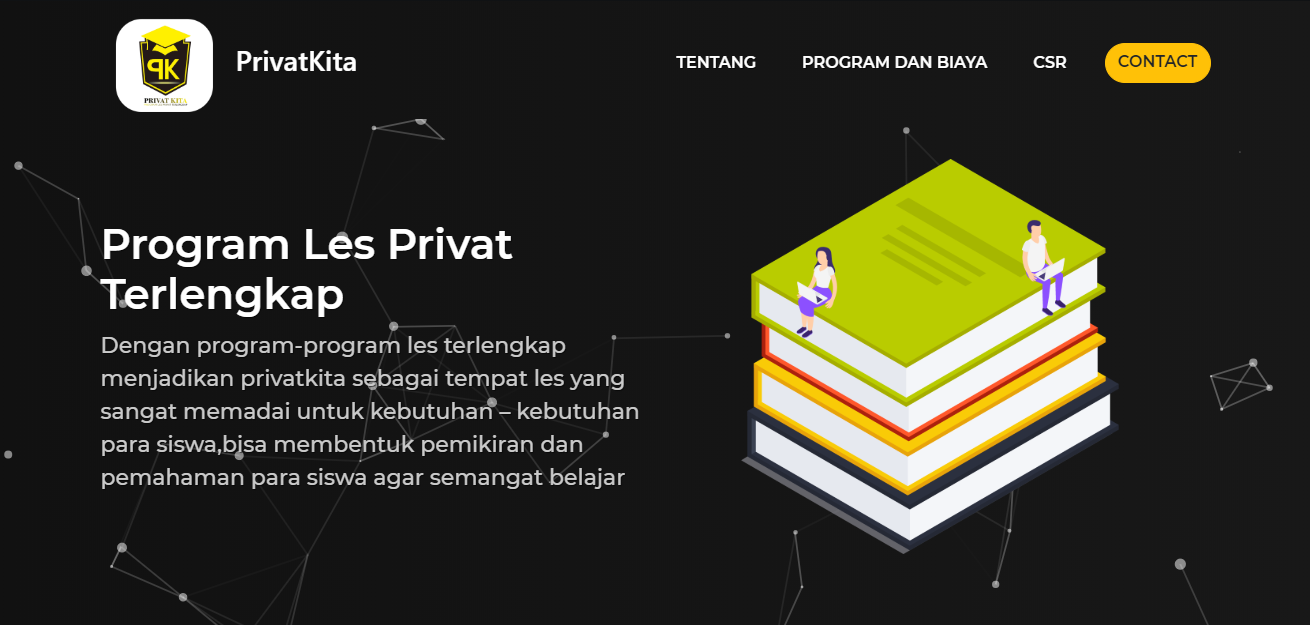 PK
PRIVAT KITA
PrivatKita
TENTANG
PROGRAM DAN BIAYA
CSR
CONTACT
Program Les Privat
Terlengkap
Dengan program-program les terlengkap
menjadikan privatkita sebagai tempat les yang
sangat memadai untuk kebutuhan – kebutuhan
para siswa,bisa membentuk pemikiran dan
pemahaman para siswa agar semangat belajar